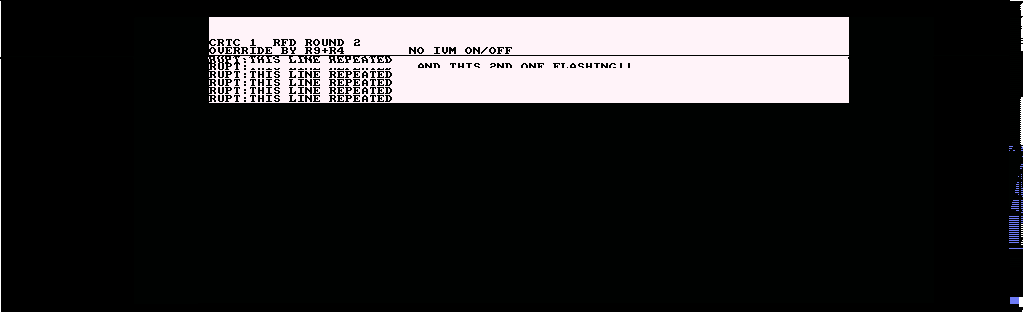 CRTC 1  RFD ROUND 2
OVERRIDE BY R9+R4        NO IVM ON/OFF
RUPT:THIS LINE REPEATED
RUPT:                     AND THIS 2ND ONE FLASHING!!
RUPT:THIS LINE REPEATED
RUPT:THIS LINE REPEATED
RUPT:THIS LINE REPEATED
RUPT:THIS LINE REPEATED